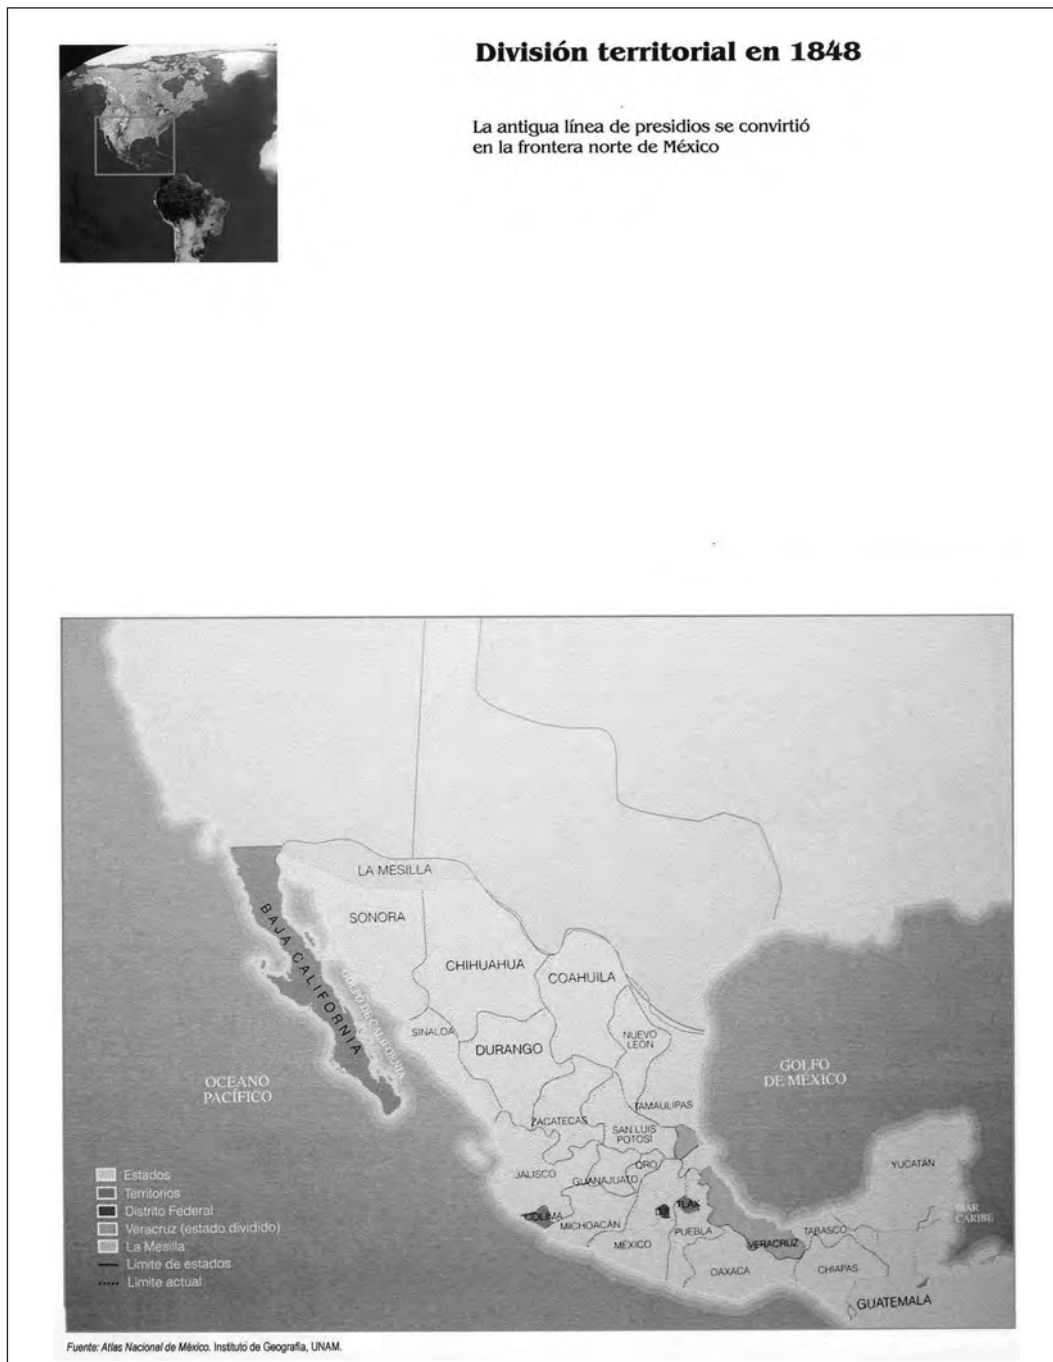 División territorial en 1848
La antigua línea de presidios se convirtió
en la frontera norte de México
LA MESILLA
SONORA
BAJA CALIFORNIA
GOLFO DE CALIFORNIA
CHIHUAHUA
COAHUILA
SINALOA
DURANGO
NUEVO
LEÓN
OCEANO
PACÍFICO
GOLFO
DE MÉXICO
TAMAULIPAS
ZACATECAS
SAN LUIS
POTOSÍ
JALISCO
GUANAJUATO
QRO
YUCATÁN
COLIMA
MICHOACÁN
MÉXICO
DF
TLAX
PUEBLA
VERACRUZ
TABASCO
MAR
CARIBE
OAXACA
CHIAPAS
GUATEMALA
Estados
Territorios
Distrito Federal
Veracruz (estado dividido)
La Mesilla
Límite de estados
Límite actual
Fuente: Atlas Nacional de México. Instituto de Geografía, UNAM.